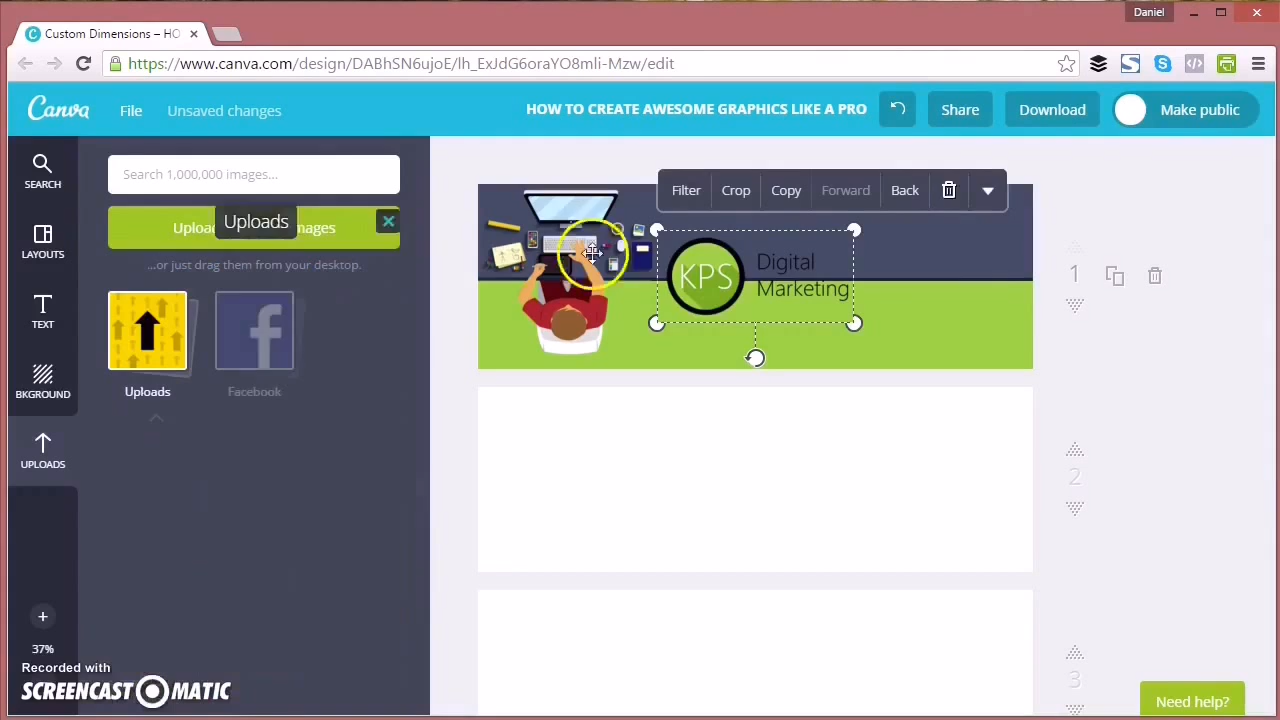 Daniel
Custom Dimensions – HO
https://www.canva.com/design/DABhSN6ujoE/lh_ExJdG6oraYO8mli-Mzw/edit
Canva
File
Unsaved changes
HOW TO CREATE AWESOME GRAPHICS LIKE A PRO
Share
Download
Make public
SEARCH
LAYOUTS
TEXT
BKGROUND
UPLOADS
37%
Search 1,000,000 images...
Uploads
mages
...or just drag them from your desktop.
Uploads
Facebook
Filter
Crop
Copy
Forward
Back
KPS
Digital
Marketing
1
2
3
Recorded with
SCREENCAST MATIC
Need help?